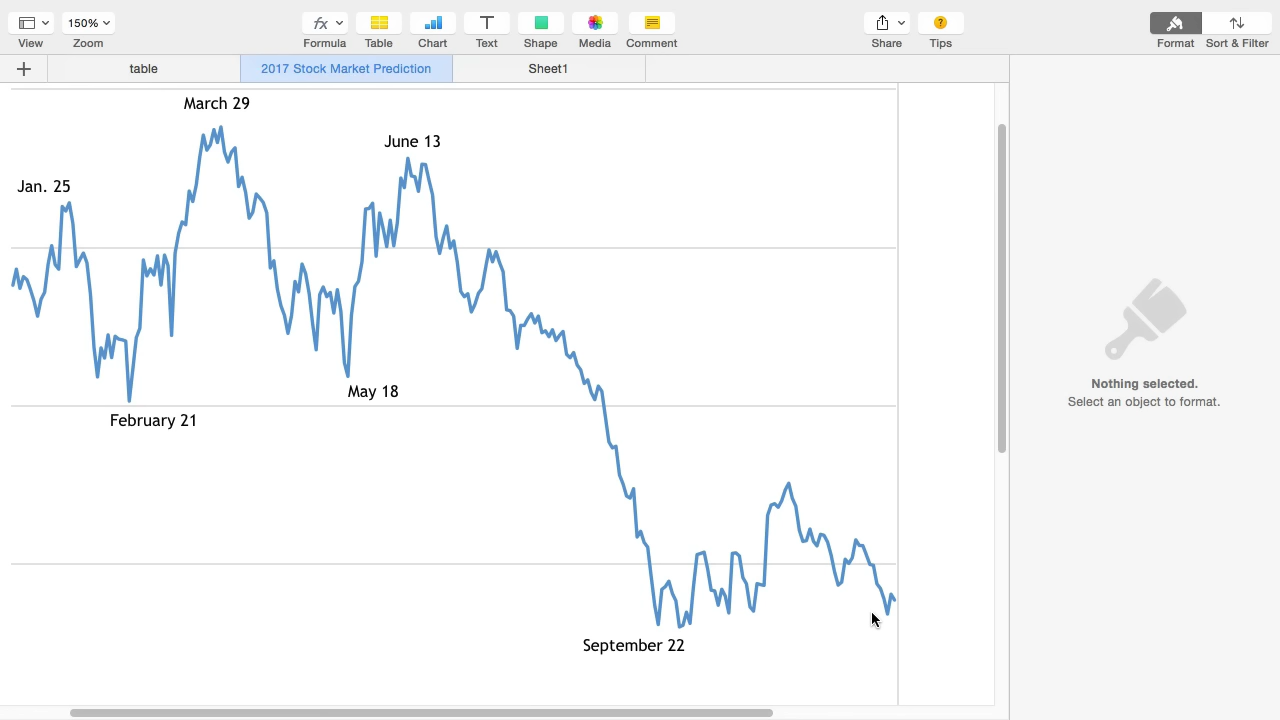 150%
View
Zoom
Formula
Table
Chart
Text
Shape
Media
Comment
Share
Tips
Format
Sort & Filter
table
2017 Stock Market Prediction
Sheet1
March 29
June 13
Jan. 25
May 18
February 21
September 22
Nothing selected.
Select an object to format.